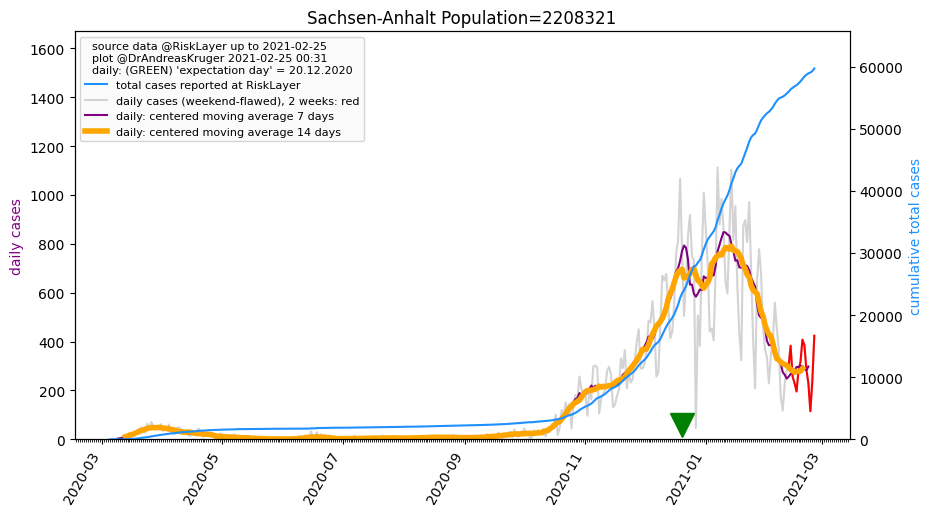 Sachsen-Anhalt Population=2208321
source data @RiskLayer up to 2021-02-25
plot @DrAndreasKruger 2021-02-25 00:31
daily: (GREEN) 'expectation day' = 20.12.2020
total cases reported at RiskLayer
daily cases (weekend-flawed), 2 weeks: red
daily: centered moving average 7 days
daily: centered moving average 14 days
daily cases
1600
1400
1200
1000
800
600
400
200
0
cumulative total cases
60000
50000
40000
30000
20000
10000
0
2020-03
2020-05
2020-07
2020-09
2020-11
2021-01
2021-03